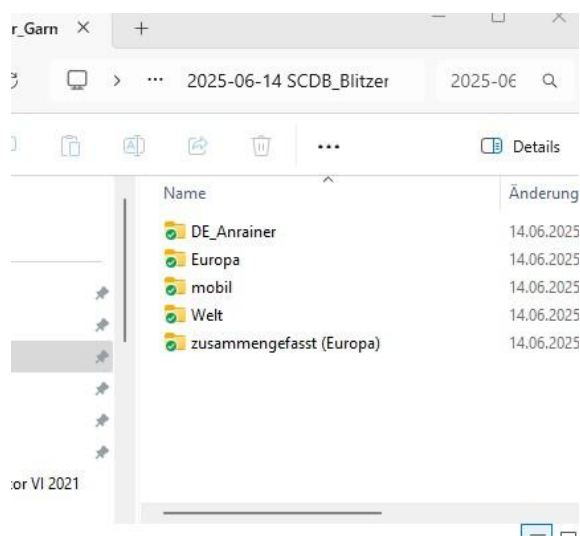 r_Garn
2025-06-14 SCDB_Blitzer
2025-06
Details
Name
Änderung
DE_Anrainer
14.06.2025
Europa
14.06.2025
mobil
14.06.2025
Welt
14.06.2025
zusammengefasst (Europa)
14.06.2025
tor VI 2021